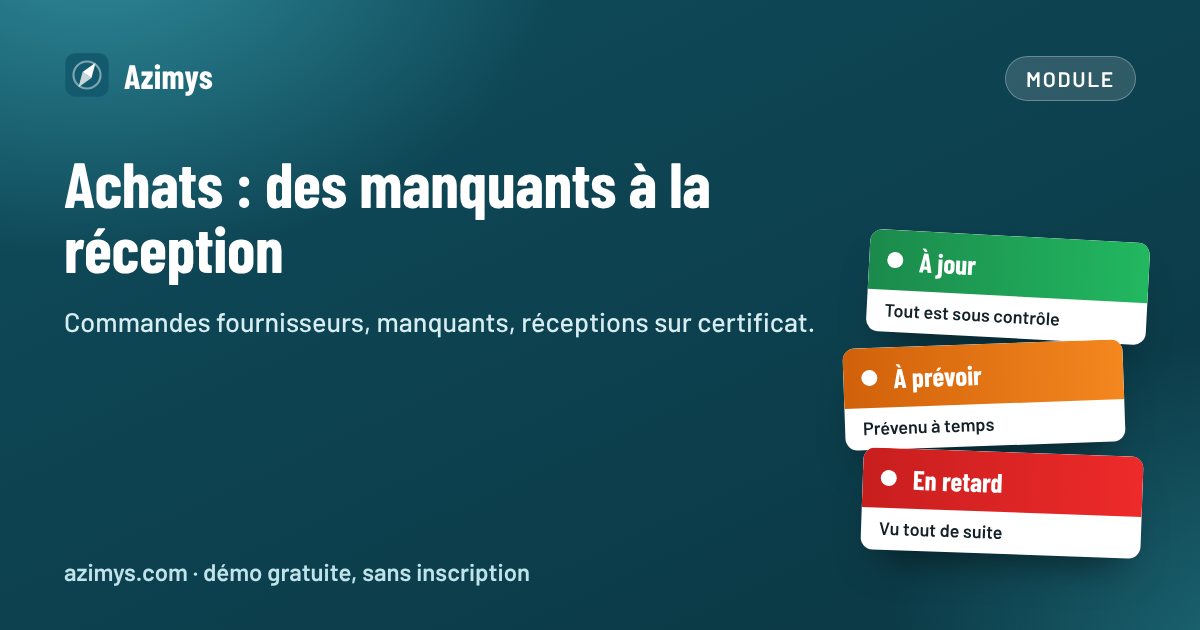 Azimys
MODULE
Achats : des manquants à la
réception
Commandes fournisseurs, manquants, réceptions sur certificat.
À jour
Tout est sous contrôle
À prévoir
Prévenu à temps
En retard
Vu tout de suite
azimys.com · démo gratuite, sans inscription